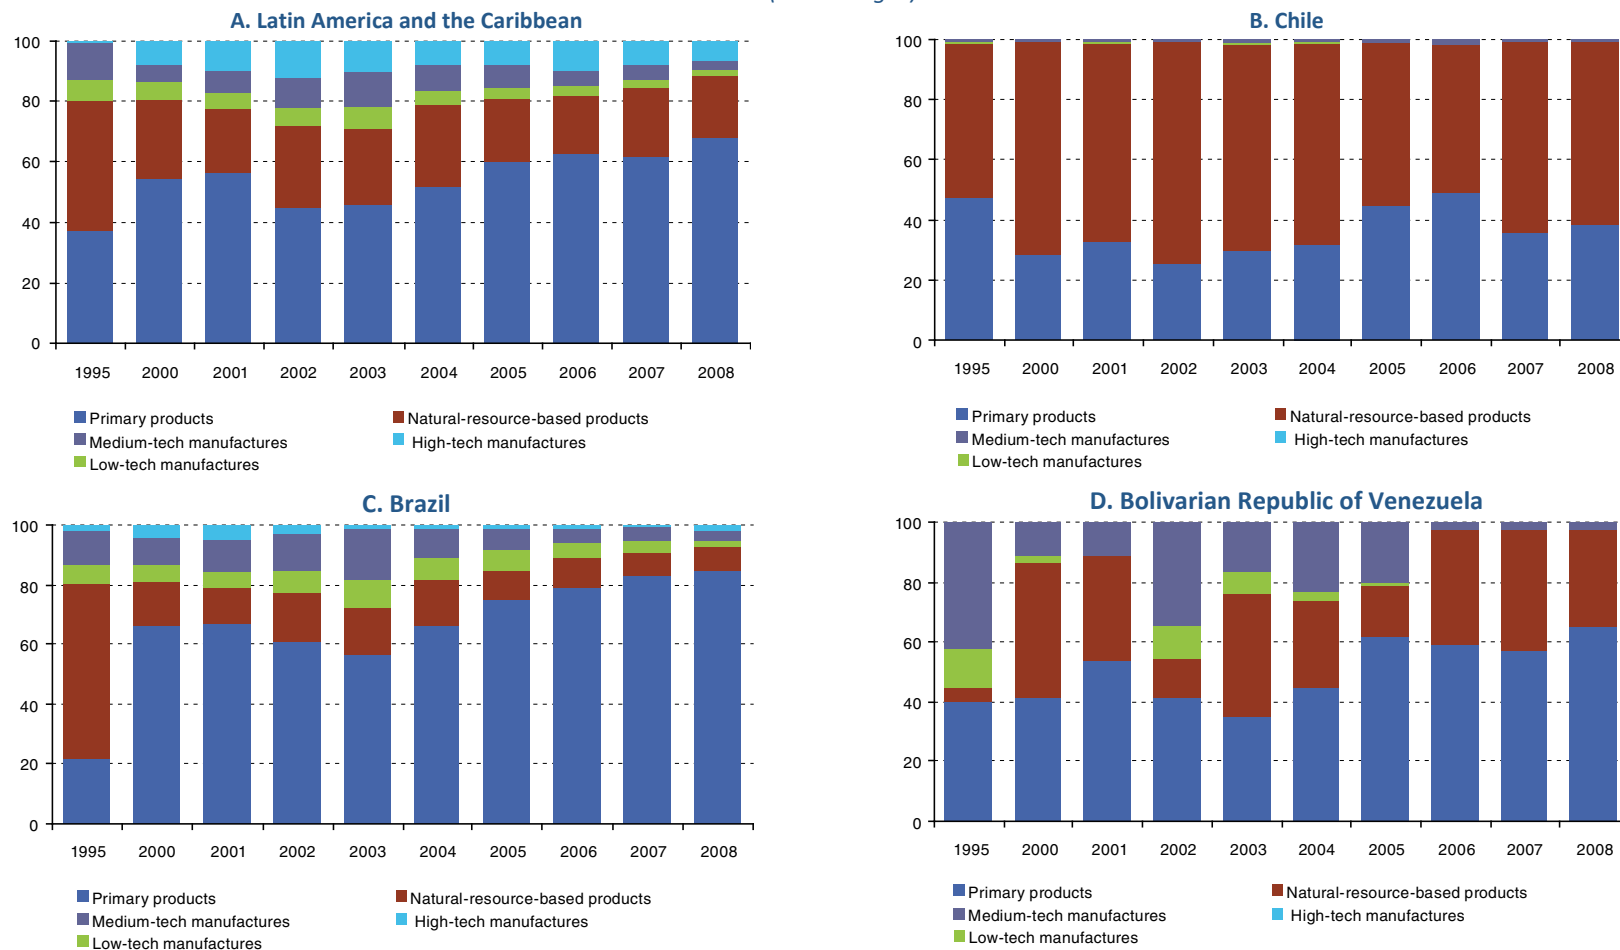 A. Latin America and the Caribbean
100
80
60
40
20
0
1995 2000 2001 2002 2003 2004 2005 2006 2007 2008
Primary products Natural-resource-based products
Medium-tech manufactures High-tech manufactures
Low-tech manufactures
B. Chile
100
80
60
40
20
0
1995 2000 2001 2002 2003 2004 2005 2006 2007 2008
Primary products Natural-resource-based products
Medium-tech manufactures High-tech manufactures
Low-tech manufactures
C. Brazil
100
80
60
40
20
0
1995 2000 2001 2002 2003 2004 2005 2006 2007 2008
Primary products Natural-resource-based products
Medium-tech manufactures High-tech manufactures
Low-tech manufactures
D. Bolivarian Republic of Venezuela
100
80
60
40
20
0
1995 2000 2001 2002 2003 2004 2005 2006 2007 2008
Primary products Natural-resource-based products
Medium-tech manufactures High-tech manufactures
Low-tech manufactures